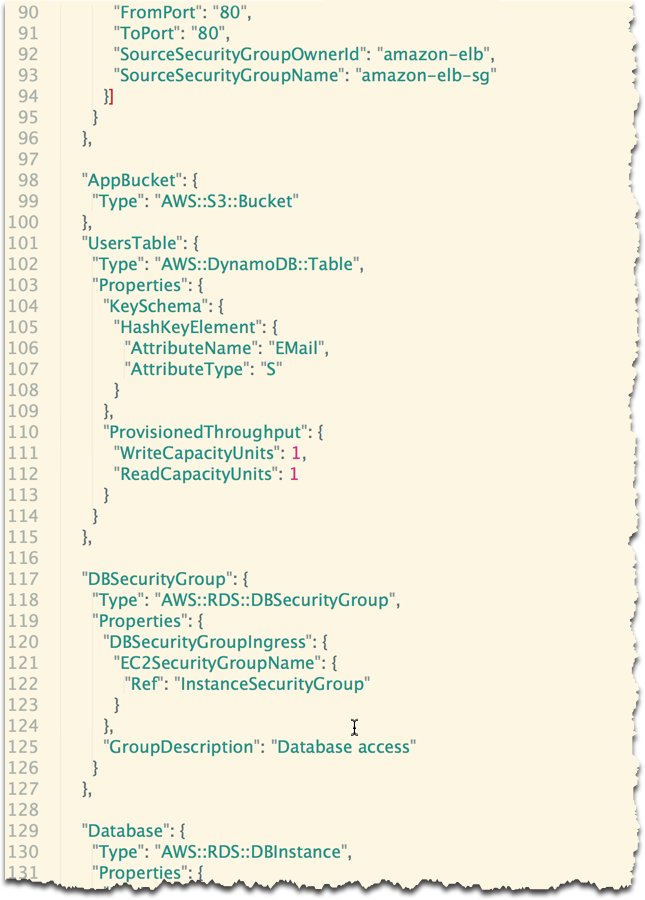 90 "FromPort": "80",
91 "ToPort": "80",
92 "SourceSecurityGroupOwnerId": "amazon-elb",
93 "SourceSecurityGroupName": "amazon-elb-sg"
94 }]
95 }
96 },
97
98 "AppBucket": {
99 "Type": "AWS::S3::Bucket"
100 },
101 "UsersTable": {
102 "Type": "AWS::DynamoDB::Table",
103 "Properties": {
104 "KeySchema": {
105 "HashKeyElement": {
106 "AttributeName": "EMail",
107 "AttributeType": "S"
108 }
109 },
110 "ProvisionedThroughput": {
111 "WriteCapacityUnits": 1,
112 "ReadCapacityUnits": 1
113 }
114 }
115 },
116
117 "DBSecurityGroup": {
118 "Type": "AWS::RDS::DBSecurityGroup",
119 "Properties": {
120 "DBSecurityGroupIngress": {
121 "EC2SecurityGroupName": {
122 "Ref": "InstanceSecurityGroup"
123 }
124 },
125 "GroupDescription": "Database access"
126 }
127 },
128
129 "Database": {
130 "Type": "AWS::RDS::DBInstance",
131 "Properties": {